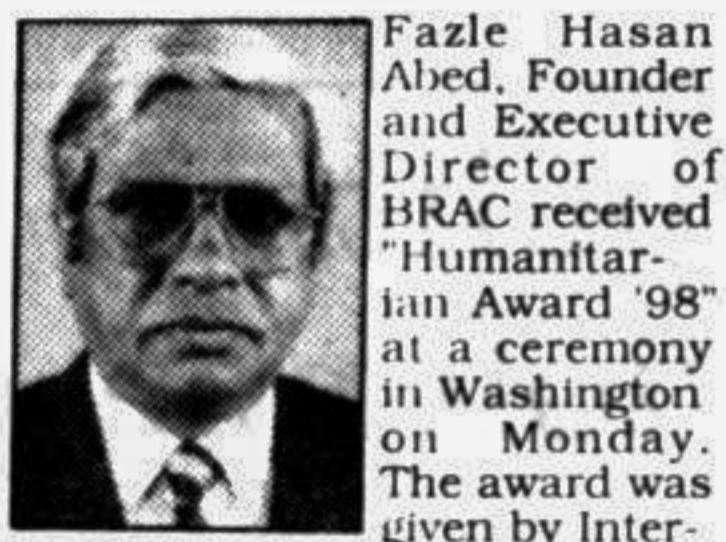 Fazle Hasan
Abed, Founder
and Executive
Director of
BRAC received
"Humanitar-
ian Award '98"
at a ceremony
in Washington
on Monday.
The award was
given by Inter-